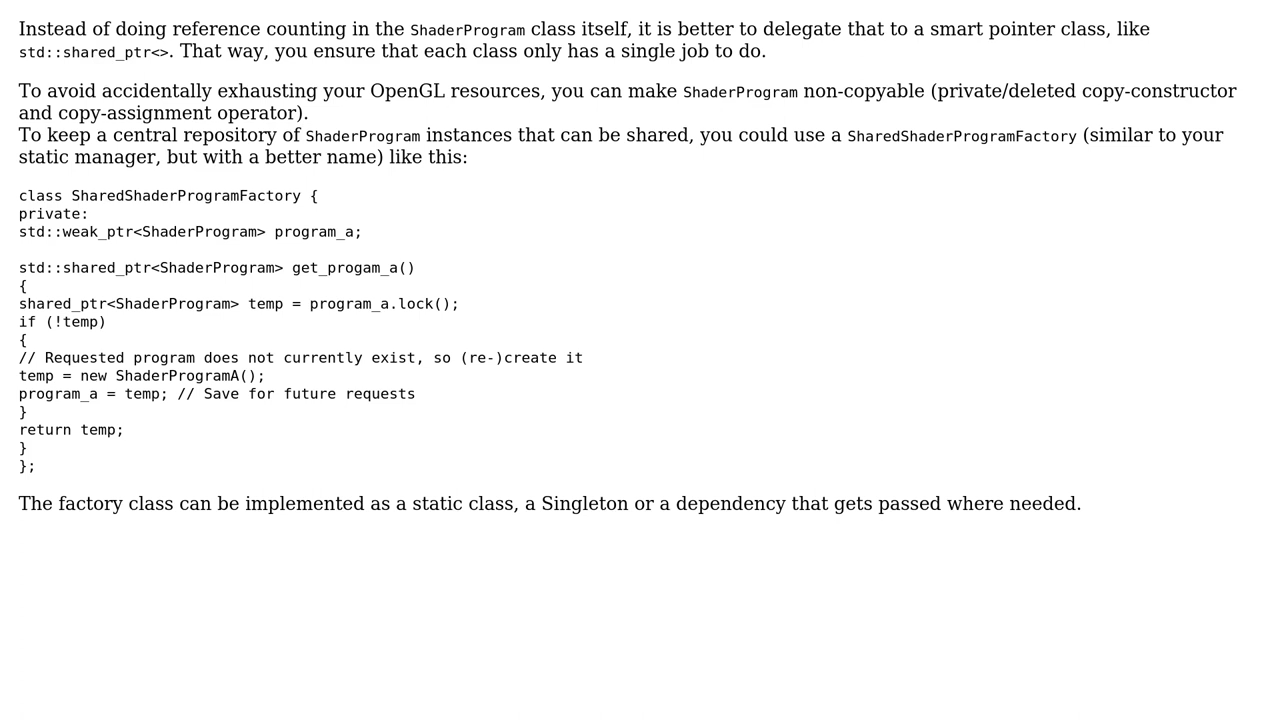 Instead of doing reference counting in the ShaderProgram class itself, it is better to delegate that to a smart pointer class, like
std::shared_ptr<>. That way, you ensure that each class only has a single job to do.
To avoid accidentally exhausting your OpenGL resources, you can make ShaderProgram non-copyable (private/deleted copy-constructor
and copy-assignment operator).
To keep a central repository of ShaderProgram instances that can be shared, you could use a SharedShaderProgramFactory (similar to your
static manager, but with a better name) like this:
class SharedShaderProgramFactory {
private:
std::weak_ptr<ShaderProgram> program_a;
std::shared_ptr<ShaderProgram> get_progam_a()
{
shared_ptr<ShaderProgram> temp = program_a.lock();
if (!temp)
{
// Requested program does not currently exist, so (re-)create it
temp = new ShaderProgramA();
program_a = temp; // Save for future requests
}
return temp;
}
};
The factory class can be implemented as a static class, a Singleton or a dependency that gets passed where needed.